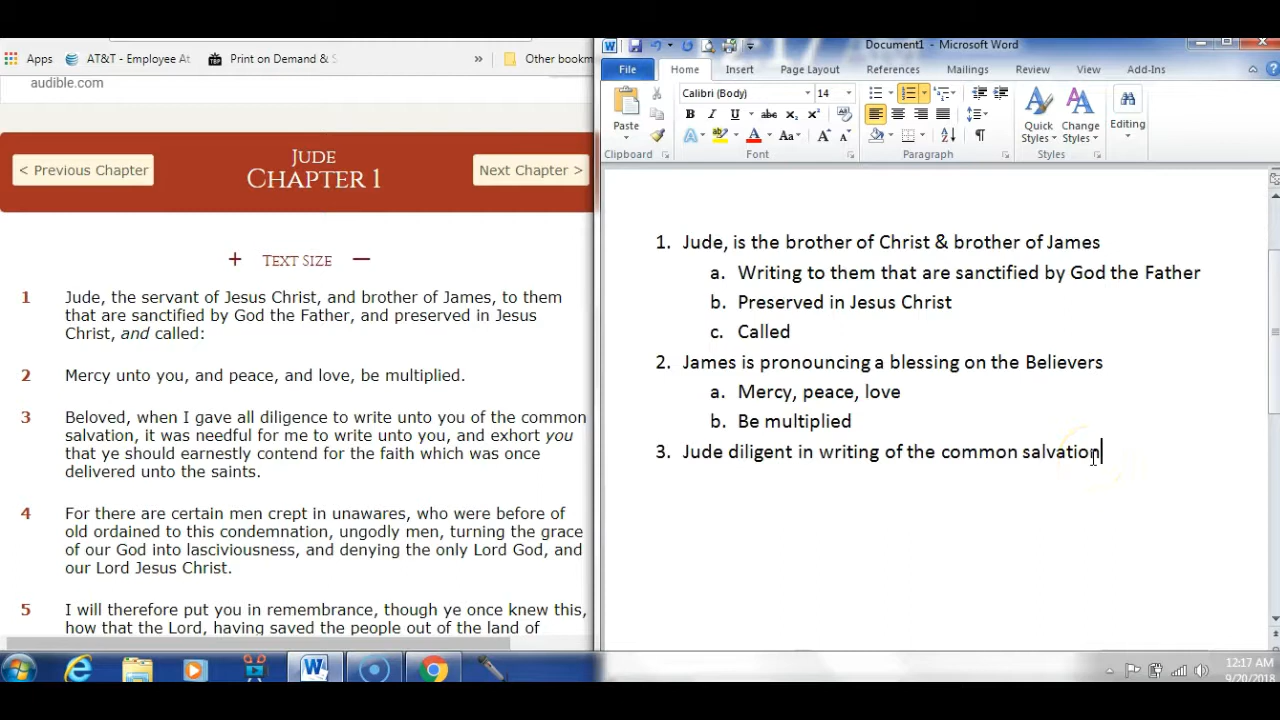 Apps AT&T - Employee At Print on Demand & S » Other bookm
audible.com
< Previous Chapter
JUDE
CHAPTER 1
Next Chapter >
+ TEXT SIZE —
1 Jude, the servant of Jesus Christ, and brother of James, to them
that are sanctified by God the Father, and preserved in Jesus
Christ, and called:
2 Mercy unto you, and peace, and love, be multiplied.
3 Beloved, when I gave all diligence to write unto you of the common
salvation, it was needful for me to write unto you, and exhort you
that ye should earnestly contend for the faith which was once
delivered unto the saints.
4 For there are certain men crept in unawares, who were before of
old ordained to this condemnation, ungodly men, turning the grace
of our God into lasciviousness, and denying the only Lord God, and
our Lord Jesus Christ.
5 I will therefore put you in remembrance, though ye once knew this,
how that the Lord, having saved the people out of the land of
Document1 - Microsoft Word
File Home Insert Page Layout References Mailings Review View Add-Ins
Calibri (Body) 14
Paste
B I U abc x₂ x²
A Aa A A
Quick
Styles
Change
Styles
Editing
Clipboard Font Paragraph Styles
1. Jude, is the brother of Christ & brother of James
a. Writing to them that are sanctified by God the Father
b. Preserved in Jesus Christ
c. Called
2. James is pronouncing a blessing on the Believers
a. Mercy, peace, love
b. Be multiplied
3. Jude diligent in writing of the common salvation
12:17 AM
9/20/2018